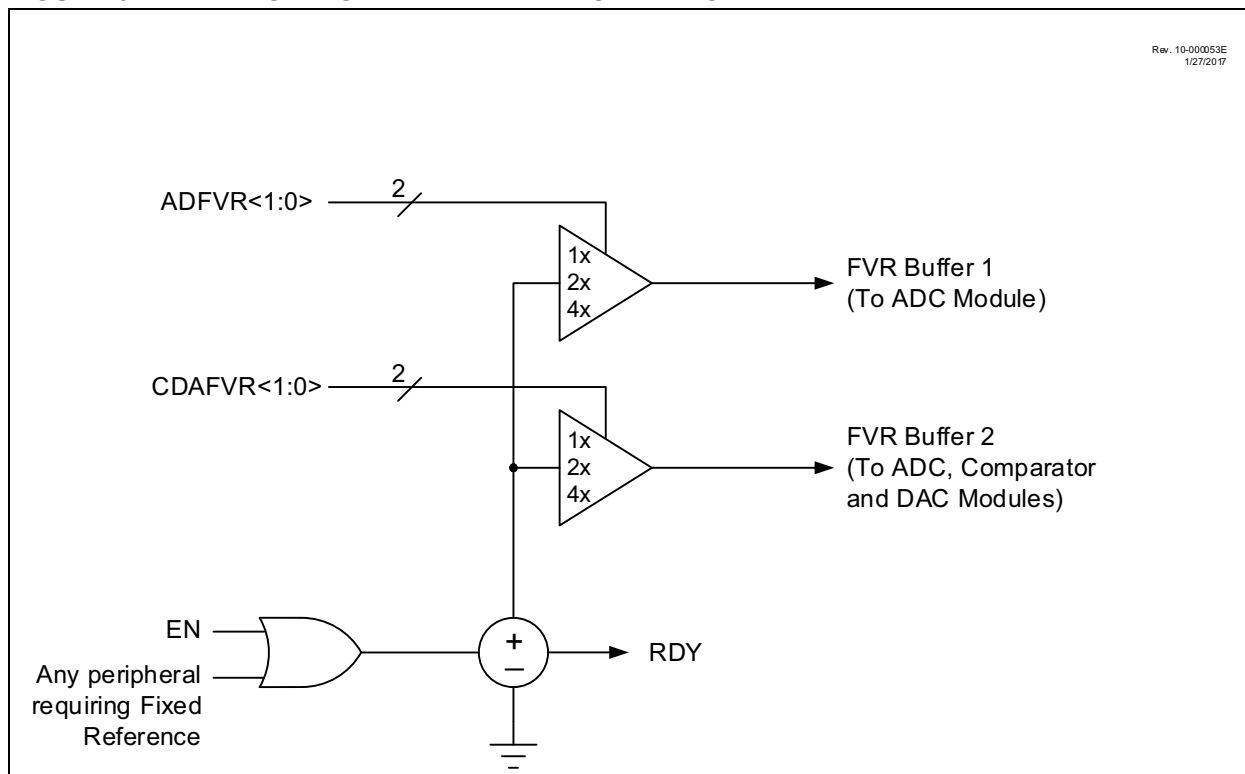 Rev. 10-000053E
1/27/2017
2
ADFVR<1:0>
1x
2x
4x
FVR Buffer 1
(To ADC Module)
2
CDAFVR<1:0>
1x
2x
4x
FVR Buffer 2
(To ADC, Comparator
and DAC Modules)
EN
+
–
RDY
Any peripheral
requiring Fixed
Reference